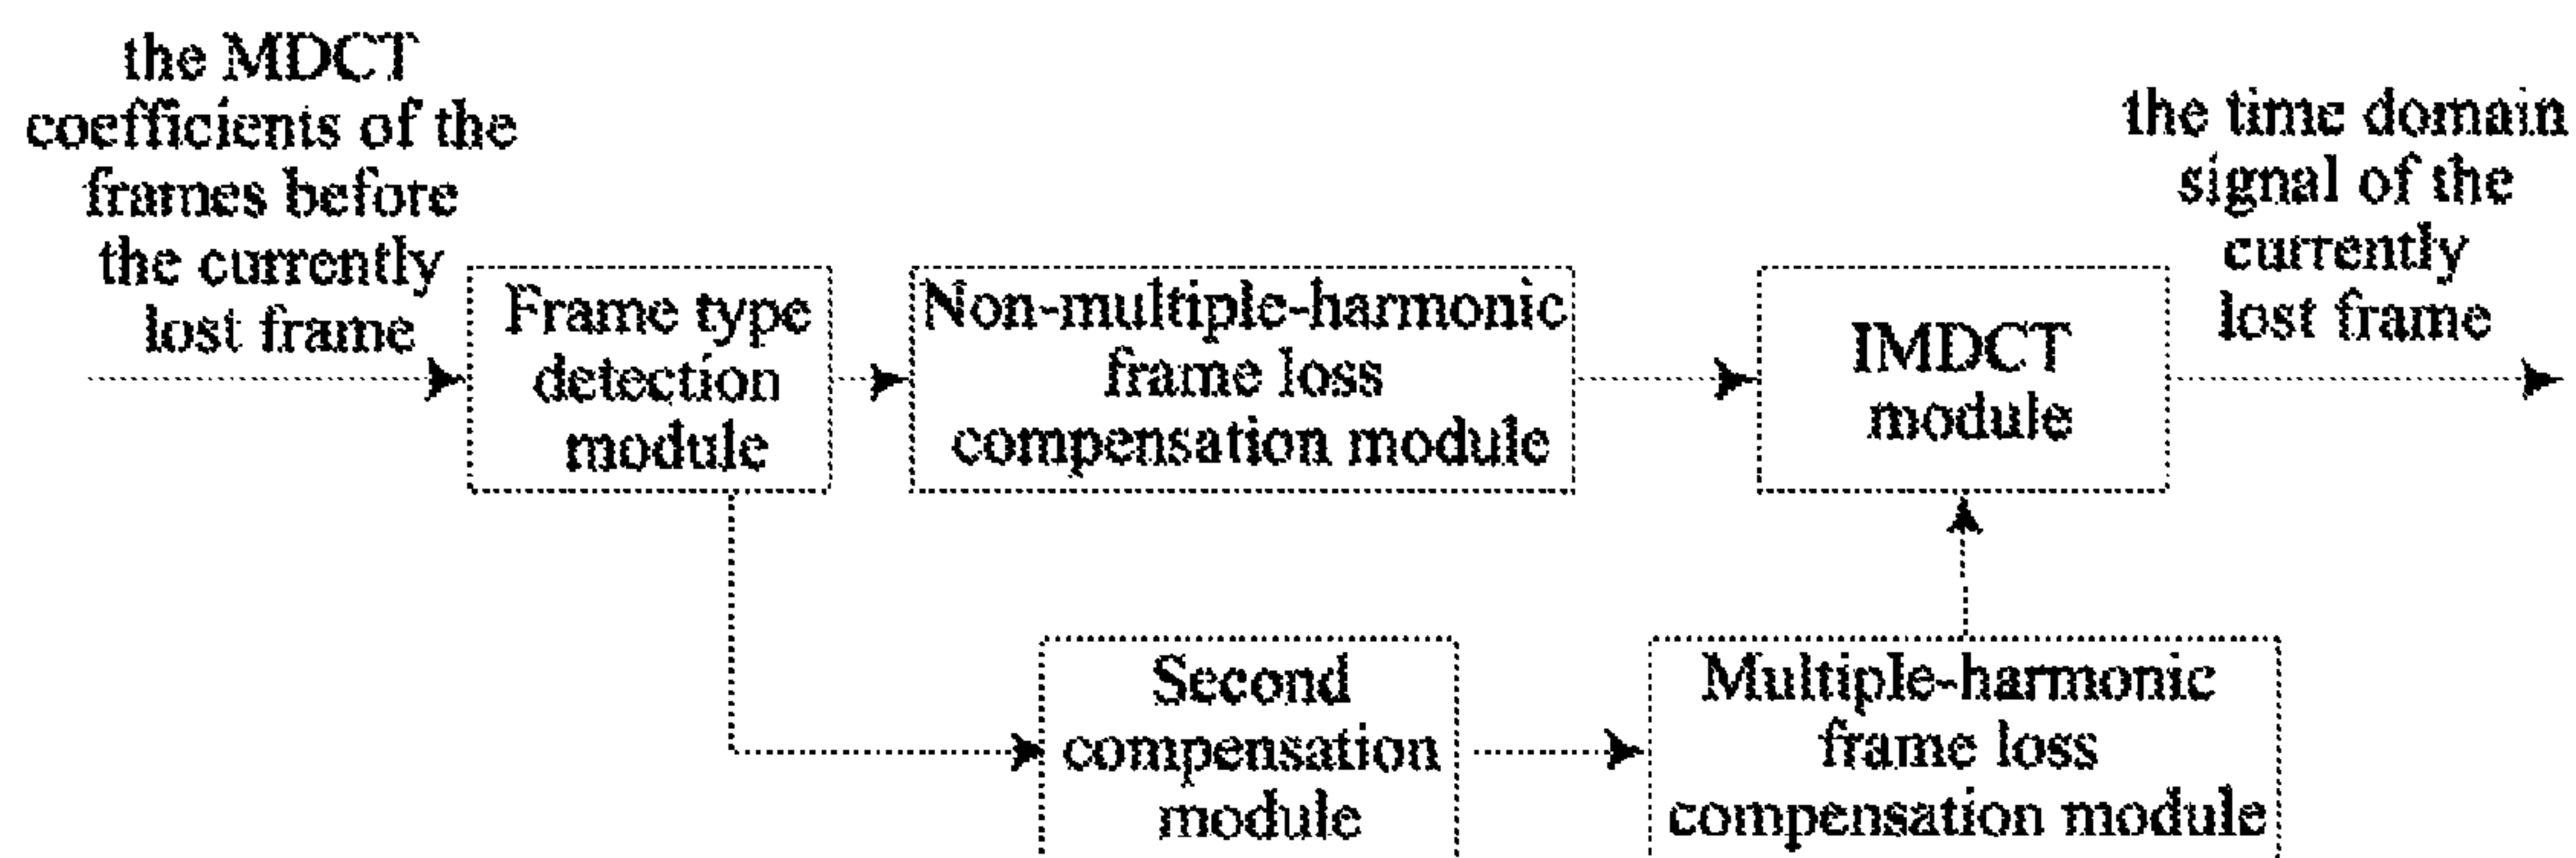 the MDCT
coefficients of the
frames before
the currently
lost frame
Frame type
detection
module
Non-multiple-harmonic
frame loss
compensation module
IMDCT
module
the time domain
signal of the
currently
lost frame
Second
compensation
module
Multiple-harmonic
frame loss
compensation module